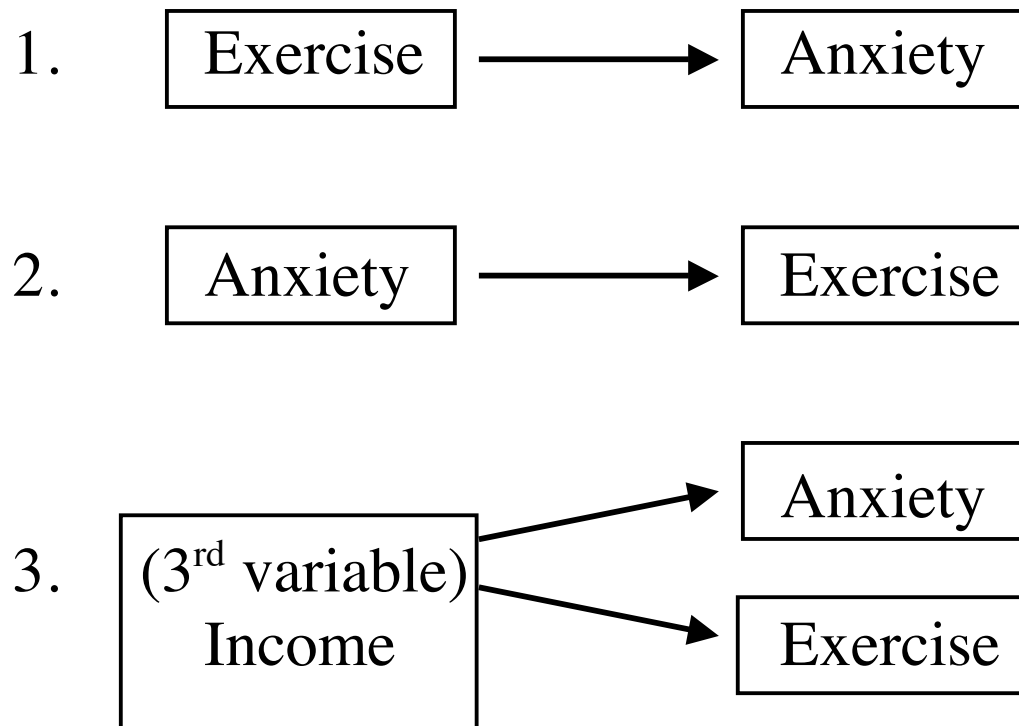 1. Exercise Anxiety
2. Anxiety Exercise
Anxiety
3. (3rd variable)
Income
Exercise